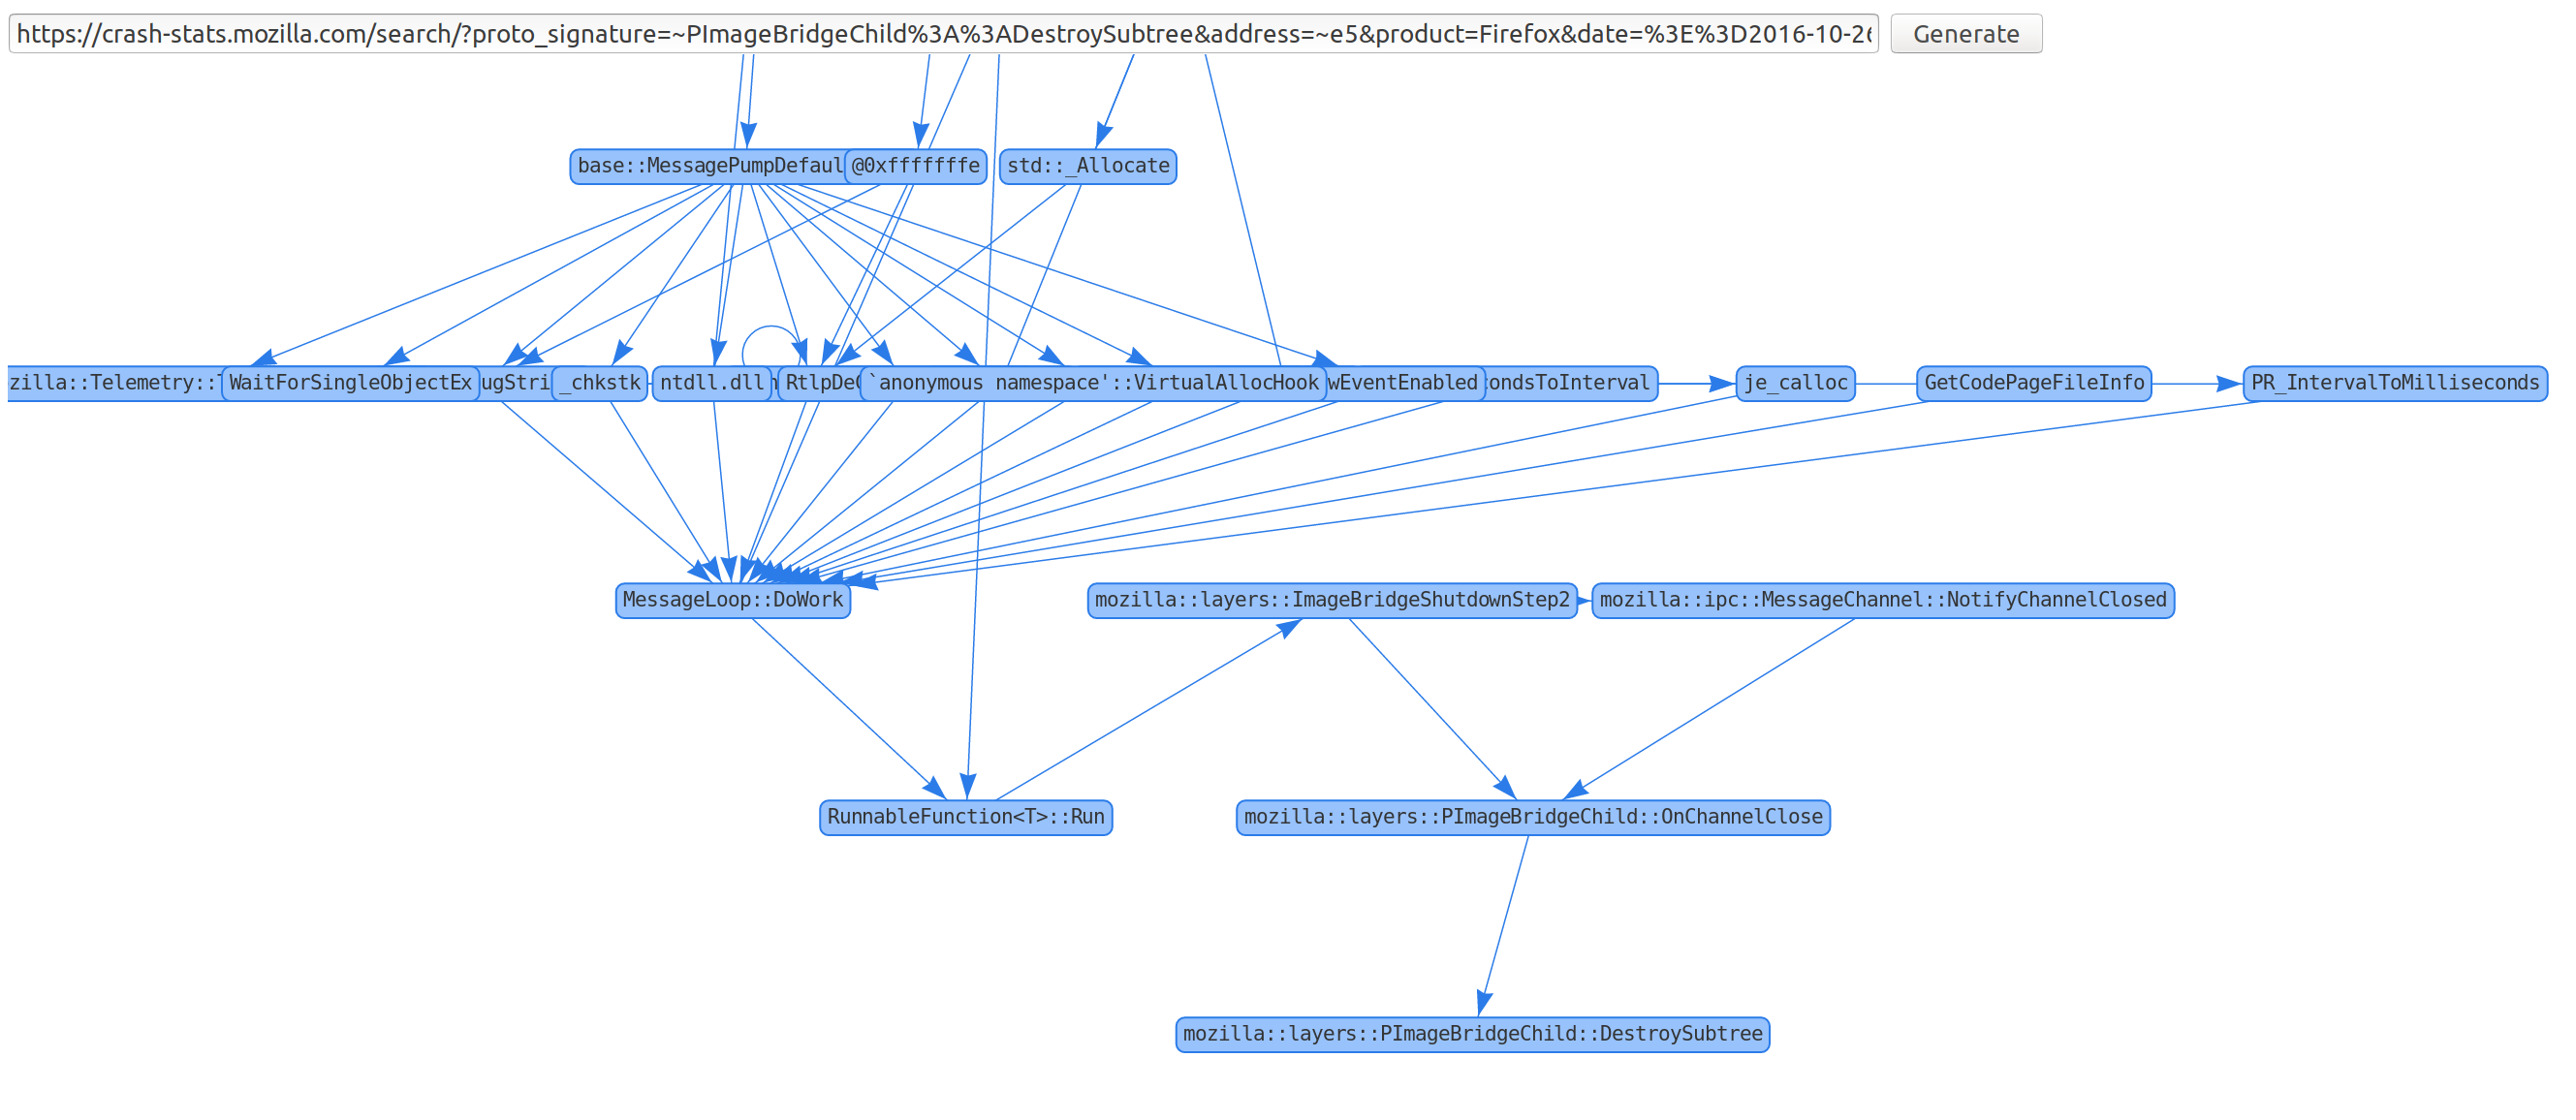 https://crash-stats.mozilla.com/search/?proto_signature=~PImageBridgeChild%3A%3ADestroySubtree&address=~e5&product=Firefox&date=%3E%3D2016-10-26 Generate
base::MessagePumpDefaul @0xfffffffe std::_Allocate
zilla::Telemetry:: WaitForSingleObjectEx ugStri _chkstk ntdll.dll RtlpDe `anonymous namespace'::VirtualAllocHook wEventEnabled ondsToInterval je_calloc GetCodePageFileInfo PR_IntervalToMilliseconds
MessageLoop::DoWork mozilla::layers::ImageBridgeShutdownStep2 mozilla::ipc::MessageChannel::NotifyChannelClosed
RunnableFunction<T>::Run mozilla::layers::PImageBridgeChild::OnChannelClose
mozilla::layers::PImageBridgeChild::DestroySubtree